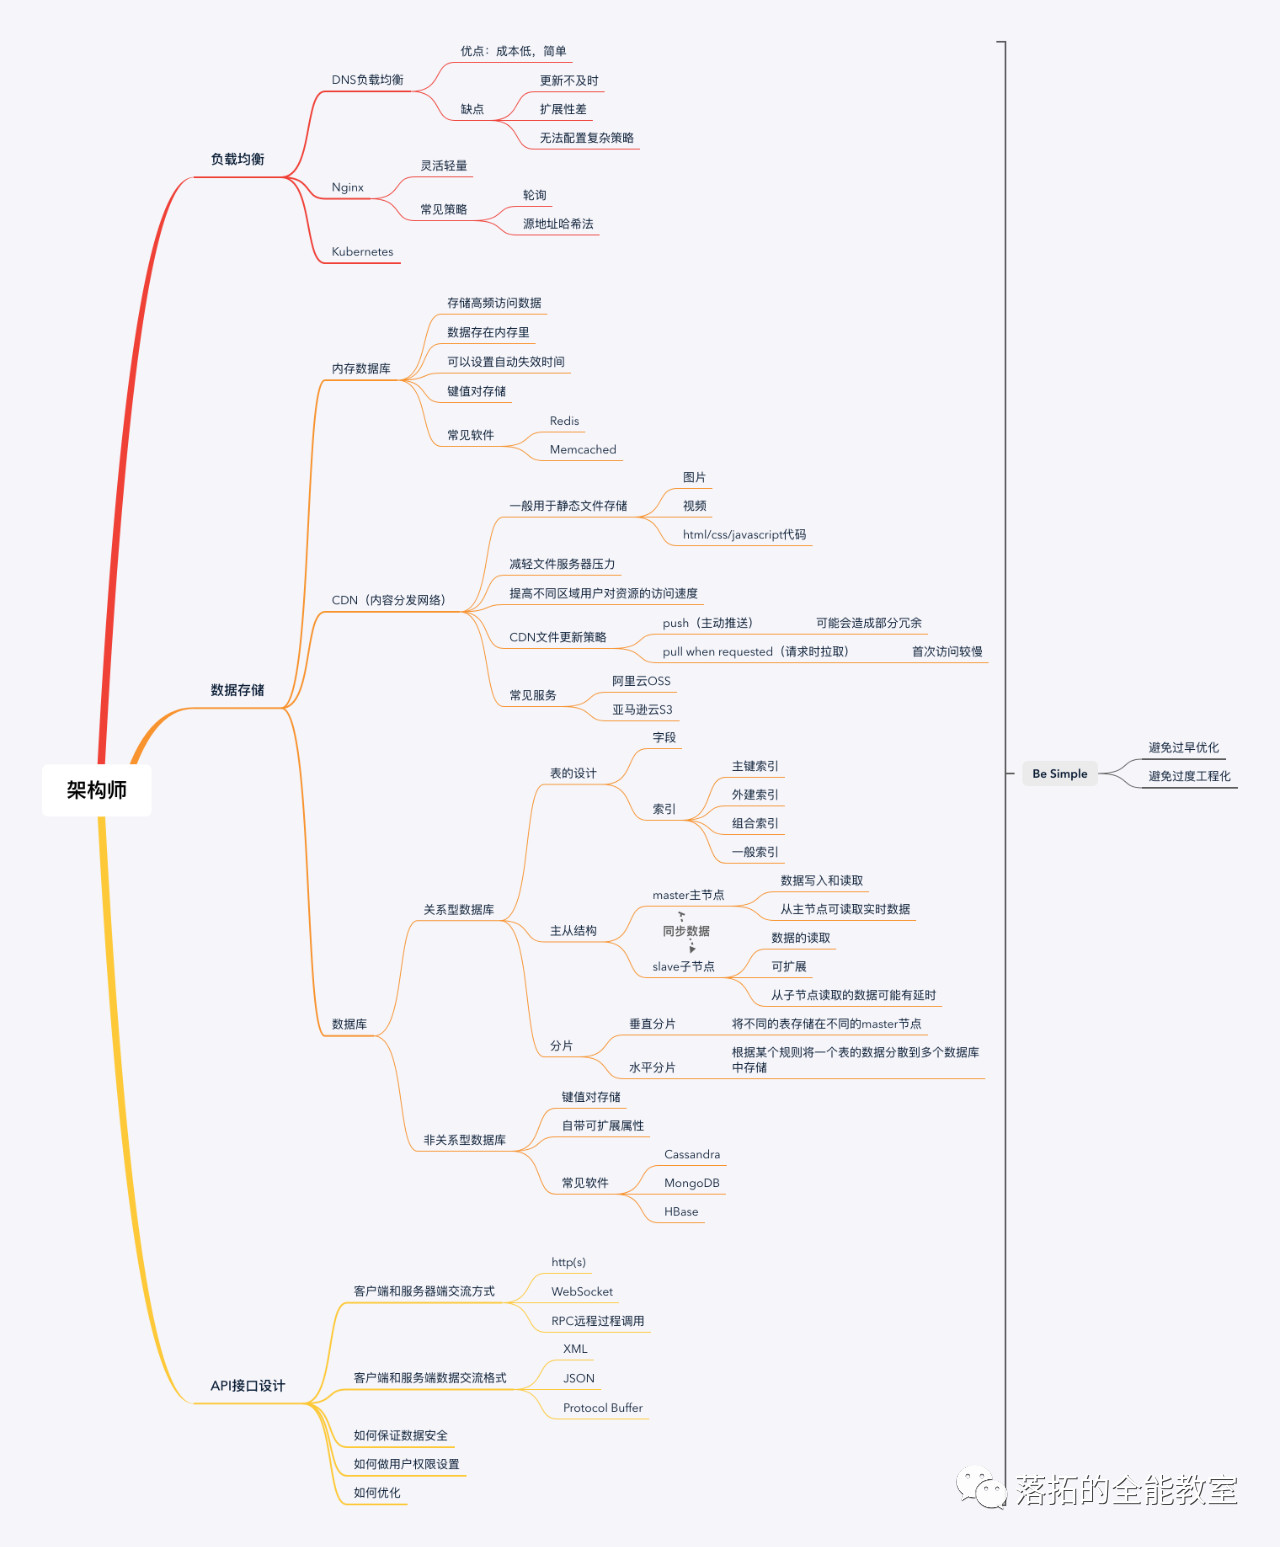 架构师
负载均衡
DNS负载均衡
优点：成本低，简单
缺点
更新不及时
扩展性差
无法配置复杂策略
Nginx
灵活轻量
常见策略
轮询
源地址哈希法
Kubernetes
数据存储
内存数据库
存储高频访问数据
数据存在内存里
可以设置自动失效时间
键值对存储
常见软件
Redis
Memcached
CDN（内容分发网络）
一般用于静态文件存储
图片
视频
html/css/javascript代码
减轻文件服务器压力
提高不同区域用户对资源的访问速度
CDN文件更新策略
push（主动推送）
可能会造成部分冗余
pull when requested（请求时拉取）
首次访问较慢
常见服务
阿里云OSS
亚马逊云S3
数据库
关系型数据库
表的设计
字段
索引
主键索引
外建索引
组合索引
一般索引
主从结构
master主节点
数据写入和读取
从主节点可读取实时数据
同步数据
slave子节点
数据的读取
可扩展
从子节点读取的数据可能有延时
分片
垂直分片
将不同的表存储在不同的master节点
水平分片
根据某个规则将一个表的数据分散到多个数据库
中存储
非关系型数据库
键值对存储
自带可扩展属性
常见软件
Cassandra
MongoDB
HBase
API接口设计
客户端和服务器端交流方式
http(s)
WebSocket
RPC远程过程调用
客户端和服务端数据交流格式
XML
JSON
Protocol Buffer
如何保证数据安全
如何做用户权限设置
如何优化
Be Simple
避免过早优化
避免过度工程化
落拓的全能教室